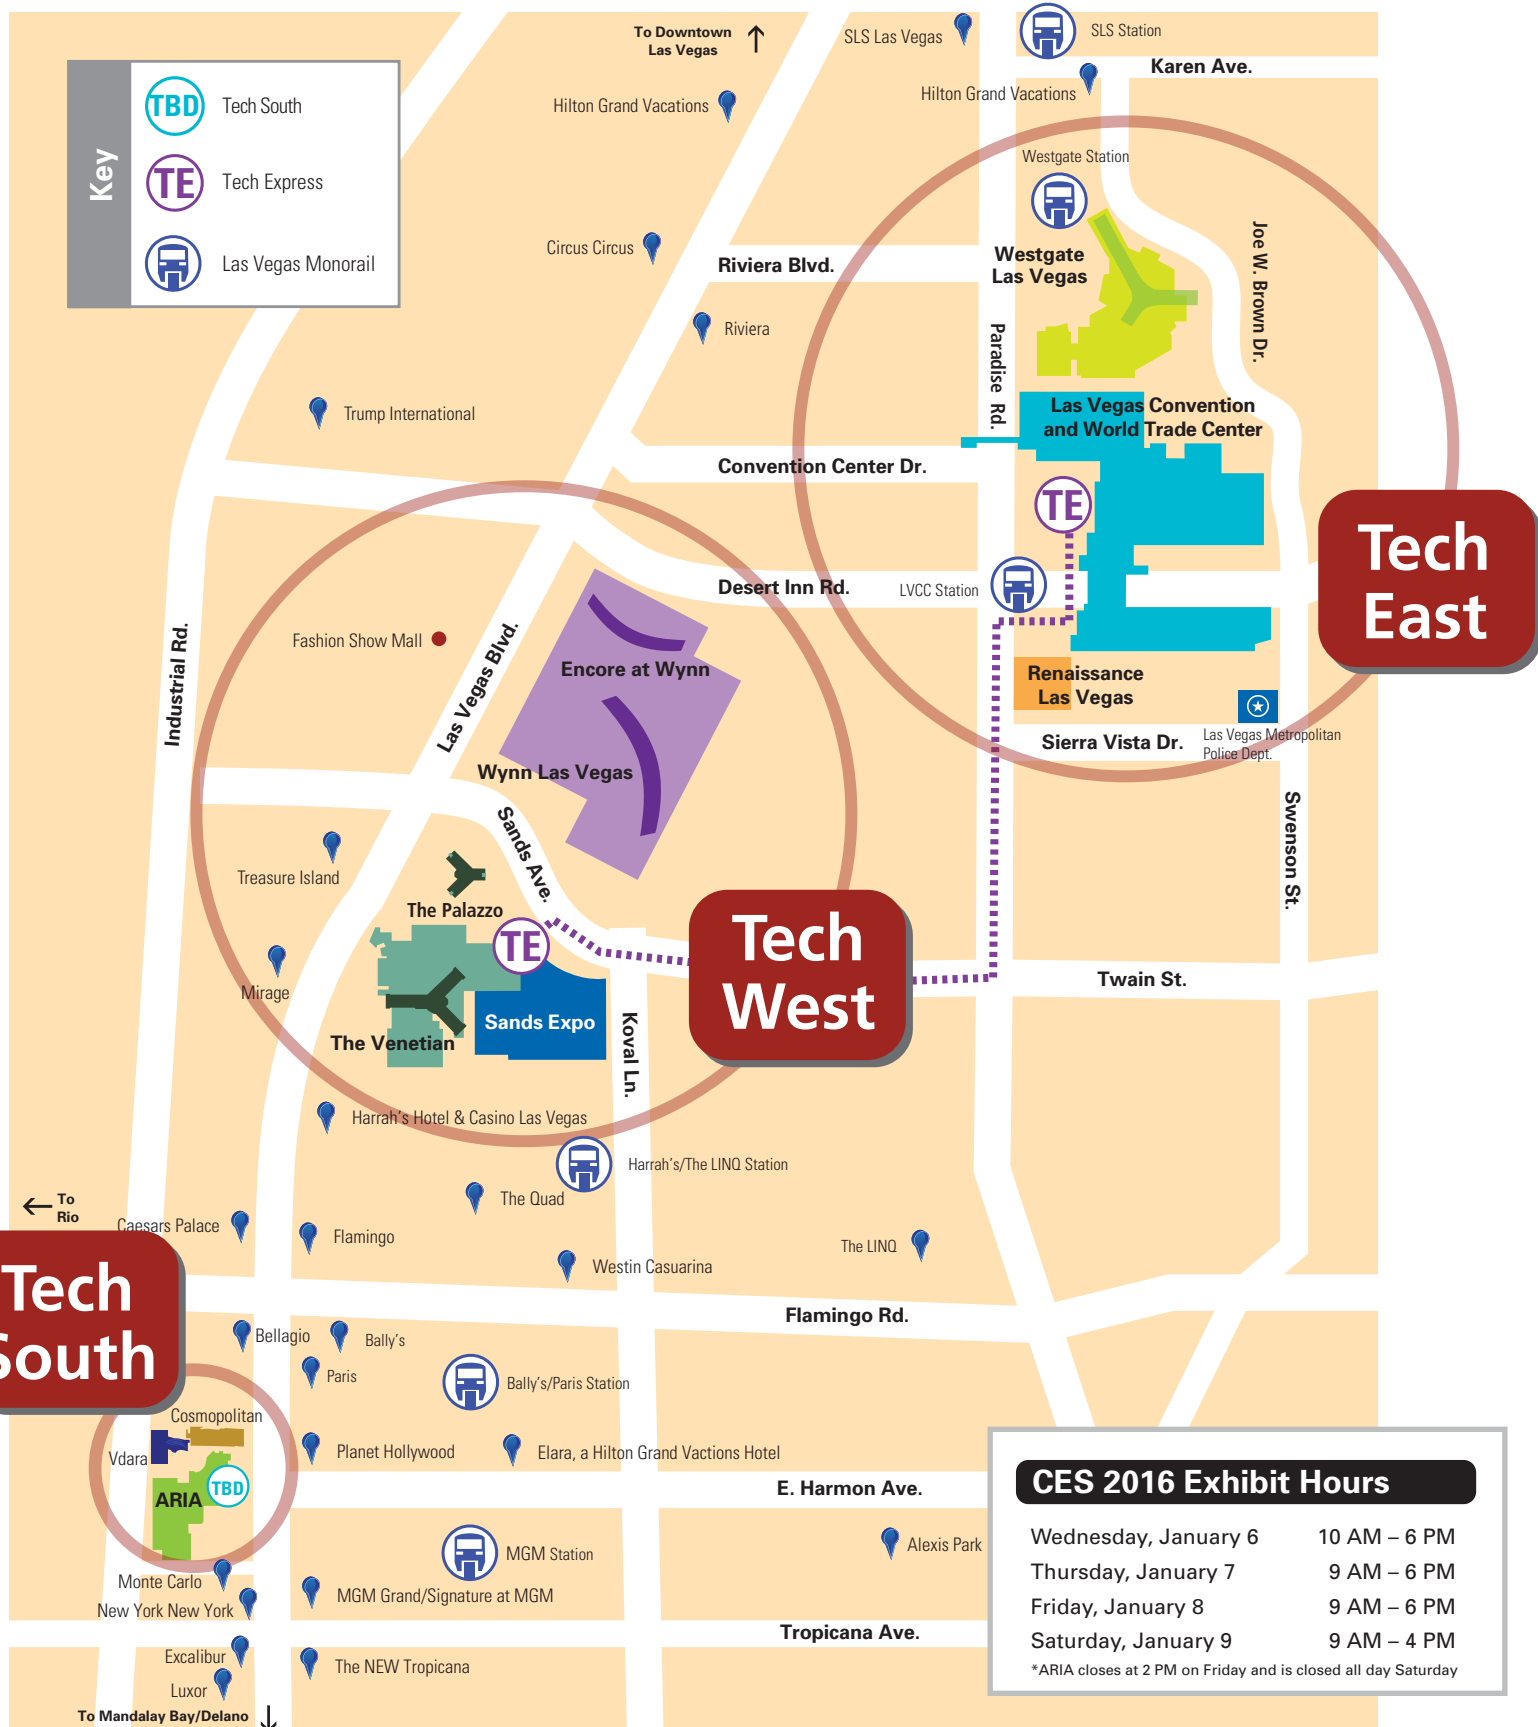 To Downtown
Las Vegas
SLS Las Vegas
SLS Station
Karen Ave.
Hilton Grand Vacations
Hilton Grand Vacations
Key
TBD
Tech South
TE
Tech Express
Las Vegas Monorail
Westgate Station
Circus Circus
Riviera Blvd.
Westgate
Las Vegas
Joe W. Brown Dr.
Riviera
Paradise Rd.
Trump International
Las Vegas Convention
and World Trade Center
Convention Center Dr.
TE
Tech
East
Desert Inn Rd.
LVCC Station
Industrial Rd.
Fashion Show Mall
Las Vegas Blvd.
Encore at Wynn
Renaissance
Las Vegas
Sierra Vista Dr.
Las Vegas Metropolitan
Police Dept.
Wynn Las Vegas
Sands Ave.
Swenson St.
Treasure Island
The Palazzo
TE
Tech
West
Mirage
Twain St.
Sands Expo
The Venetian
Koval Ln.
Harrah's Hotel & Casino Las Vegas
Harrah's/The LINQ Station
To
Rio
The Quad
Caesars Palace
Flamingo
The LINQ
Westin Casuarina
Tech
South
Flamingo Rd.
Bellagio
Bally's
Paris
Bally's/Paris Station
Cosmopolitan
Vdara
Planet Hollywood
Elara, a Hilton Grand Vactions Hotel
TBD
ARIA
E. Harmon Ave.
MGM Station
Alexis Park
Monte Carlo
MGM Grand/Signature at MGM
New York New York
Tropicana Ave.
Excalibur
The NEW Tropicana
Luxor
To Mandalay Bay/Delano
CES 2016 Exhibit Hours
Wednesday, January 6 10 AM – 6 PM
Thursday, January 7 9 AM – 6 PM
Friday, January 8 9 AM – 6 PM
Saturday, January 9 9 AM – 4 PM
*ARIA closes at 2 PM on Friday and is closed all day Saturday